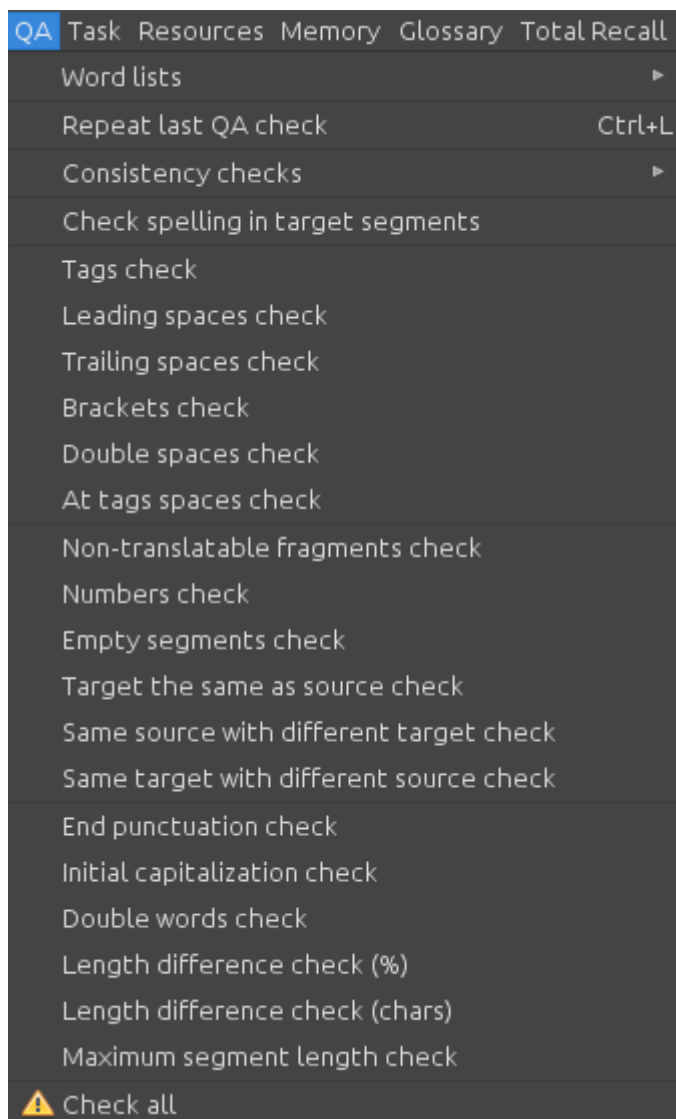 QA Task Resources Memory Glossary Total Recall
Word lists
Repeat last QA check Ctrl+L
Consistency checks
Check spelling in target segments
Tags check
Leading spaces check
Trailing spaces check
Brackets check
Double spaces check
At tags spaces check
Non-translatable fragments check
Numbers check
Empty segments check
Target the same as source check
Same source with different target check
Same target with different source check
End punctuation check
Initial capitalization check
Double words check
Length difference check (%)
Length difference check (chars)
Maximum segment length check
Check all